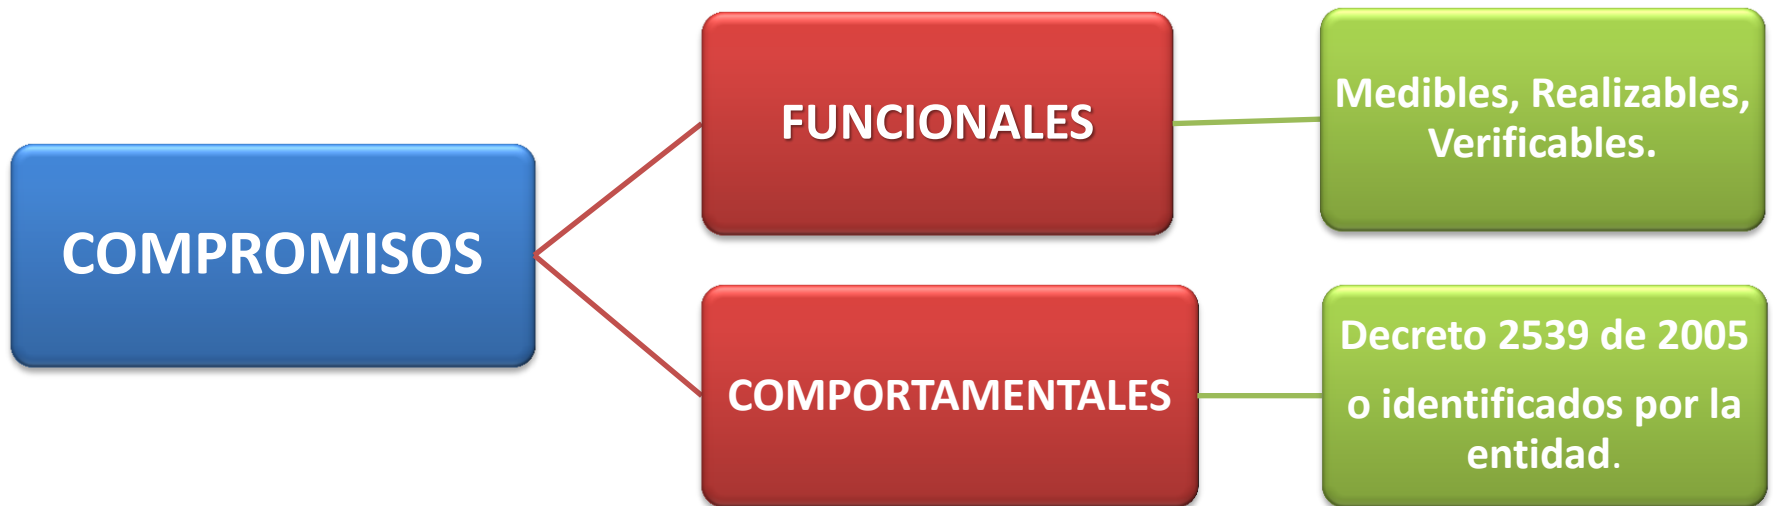 COMPROMISOS
FUNCIONALES
Medibles, Realizables,
Verificables.
COMPORTAMENTALES
Decreto 2539 de 2005
o identificados por la
entidad.